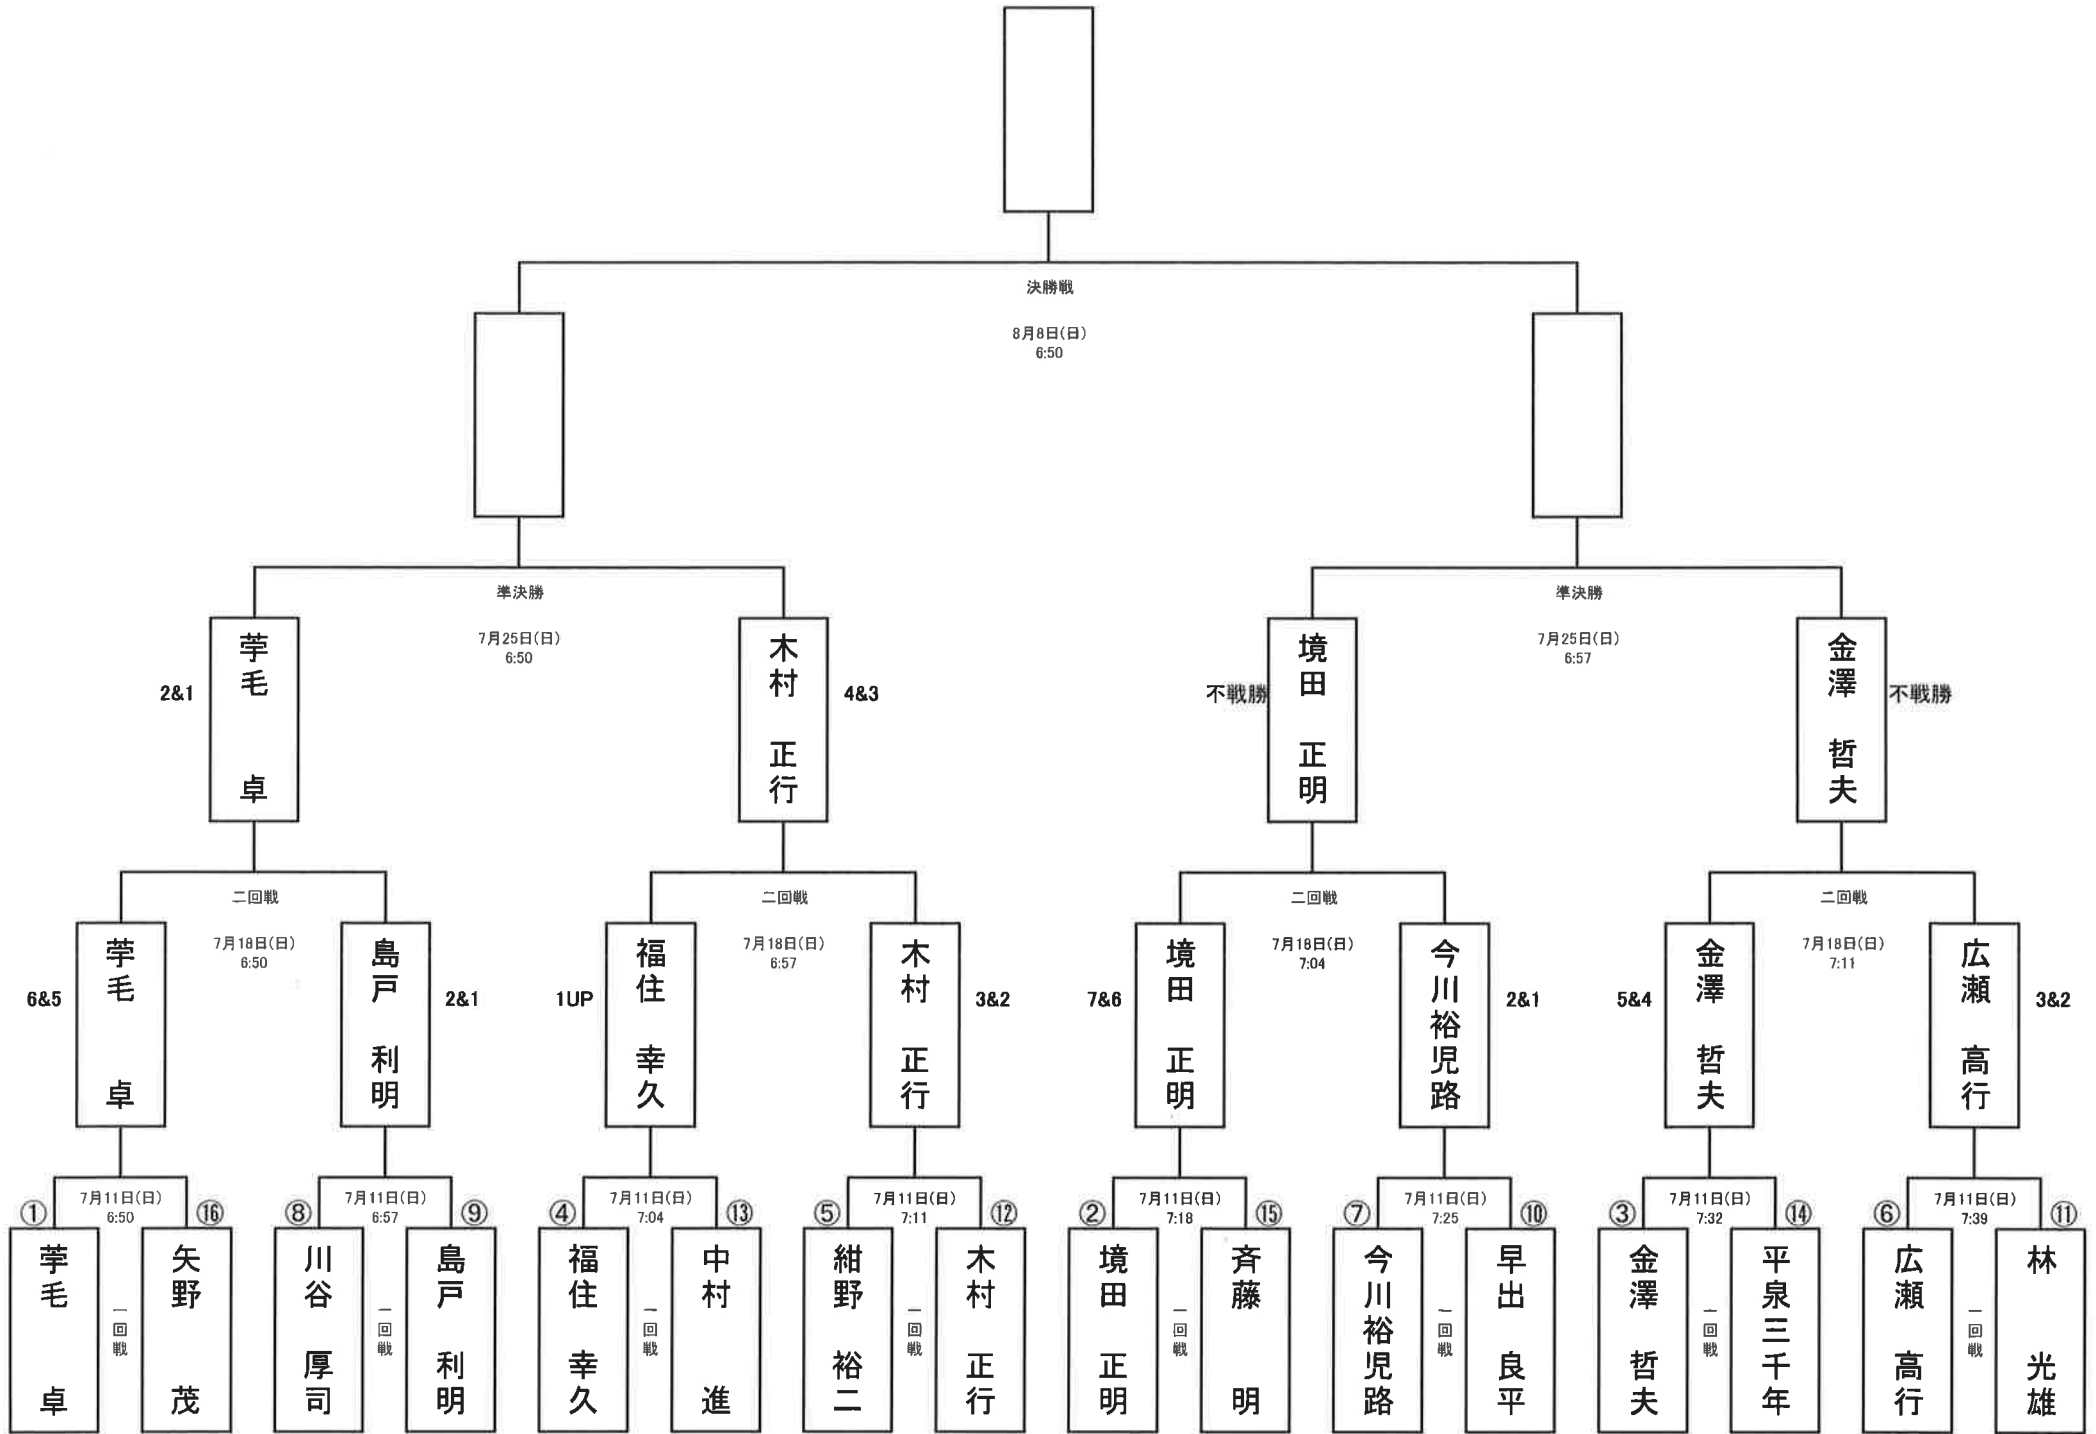 決勝戦
8月8日(日)
6:50
準決勝
7月25日(日)
6:50
準決勝
7月25日(日)
6:57
2&1
苧毛 卓
木村 正行
4&3
不戦勝
境田 正明
金澤 哲夫
不戦勝
二回戦
7月18日(日)
6:50
二回戦
7月18日(日)
6:57
二回戦
7月18日(日)
7:04
二回戦
7月18日(日)
7:11
6&5
苧毛 卓
島戸 利明
2&1
1UP
福住 幸久
木村 正行
3&2
7&6
境田 正明
今川裕児路
2&1
5&4
金澤 哲夫
広瀬 高行
3&2
①
7月11日(日)
6:50
⑯
⑧
7月11日(日)
6:57
⑨
④
7月11日(日)
7:04
⑬
⑤
7月11日(日)
7:11
⑫
②
7月11日(日)
7:18
⑮
⑦
7月11日(日)
7:25
⑩
③
7月11日(日)
7:32
⑭
⑥
7月11日(日)
7:39
⑪
苧毛 卓
一回戦
矢野 茂
川谷 厚司
一回戦
島戸 利明
福住 幸久
一回戦
中村 進
紺野 裕二
一回戦
木村 正行
境田 正明
一回戦
斉藤 明
今川裕児路
一回戦
早出 良平
金澤 哲夫
一回戦
平泉三千年
広瀬 高行
一回戦
林 光雄